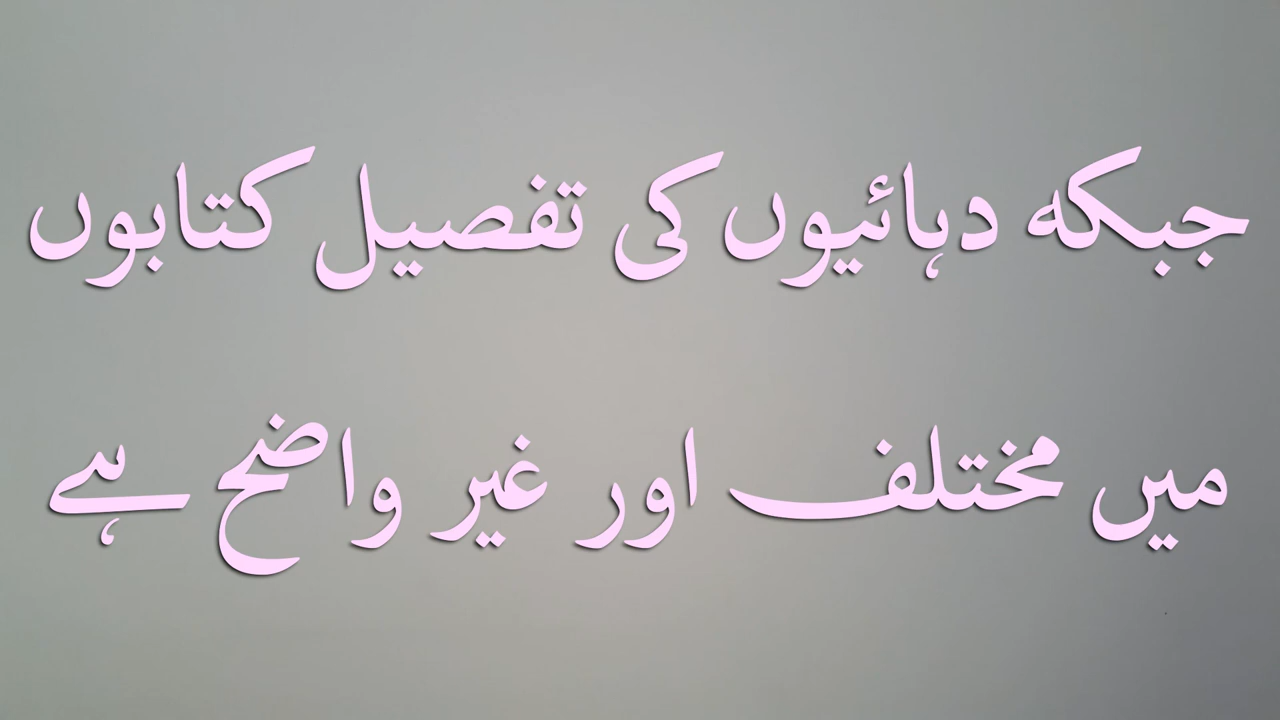 جبکہ دہائیوں کی تفصیل کتابوں
میں مختلف اور غیر واضح ہے